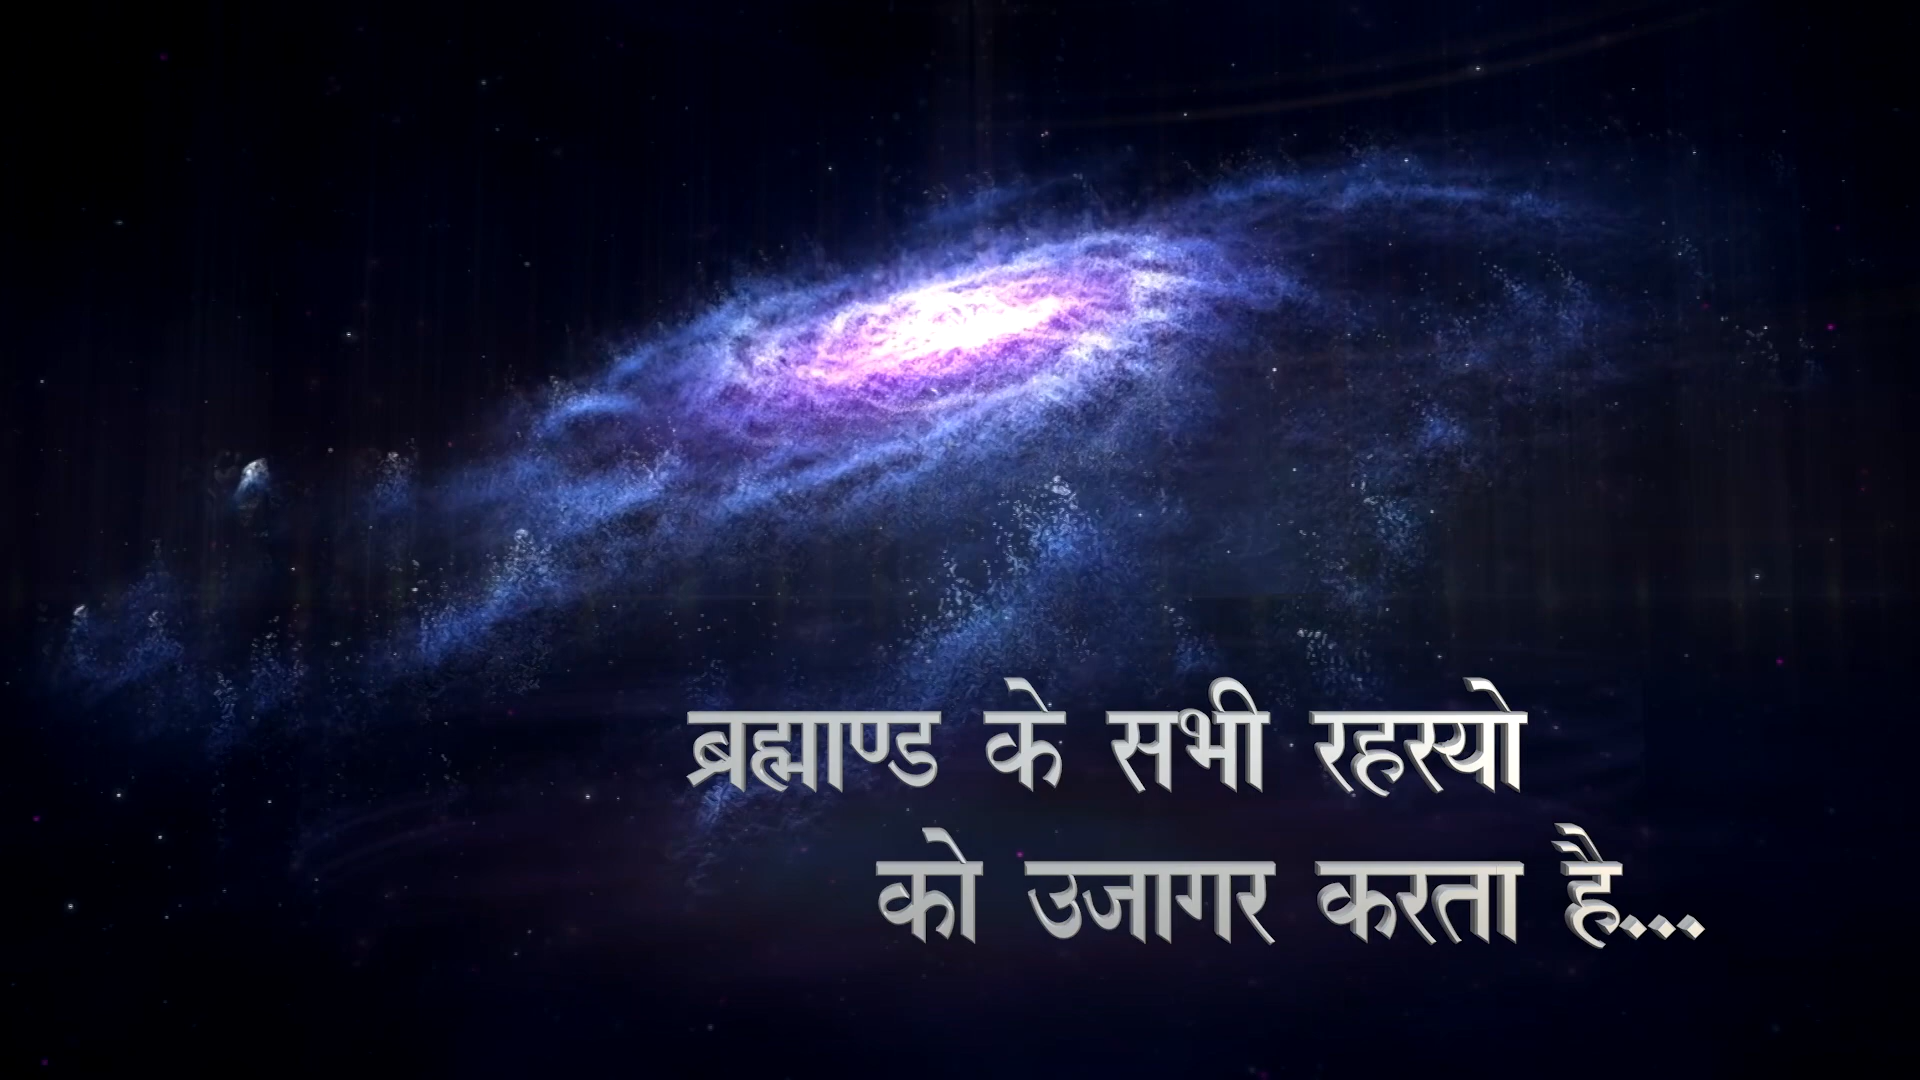 ब्रह्माण्ड के सभी रहस्यो
को उजागर करता है...